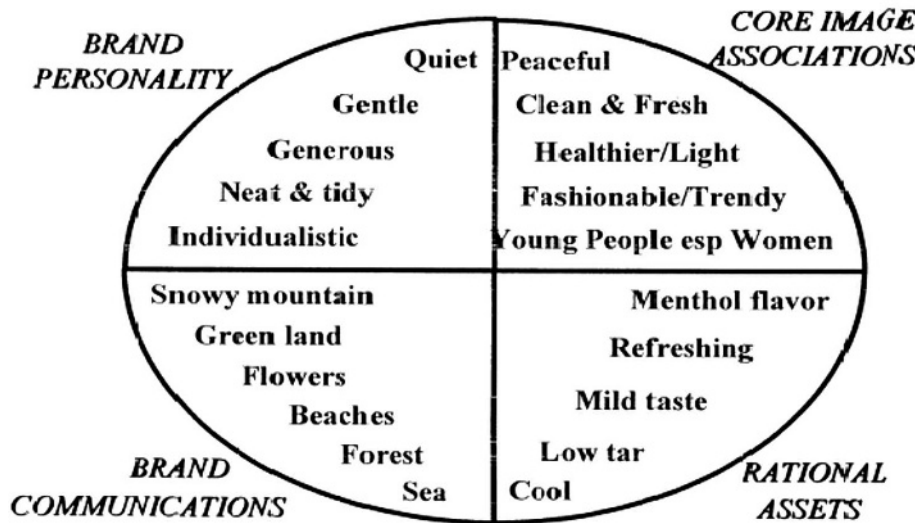 BRAND
PERSONALITY
Quiet
Gentle
Generous
Neat & tidy
Individualistic
CORE IMAGE
ASSOCIATIONS
Peaceful
Clean & Fresh
Healthier/Light
Fashionable/Trendy
Young People esp Women
Snowy mountain
Green land
Flowers
Beaches
Forest
Sea
BRAND
COMMUNICATIONS
Menthol flavor
Refreshing
Mild taste
Low tar
Cool
RATIONAL
ASSETS